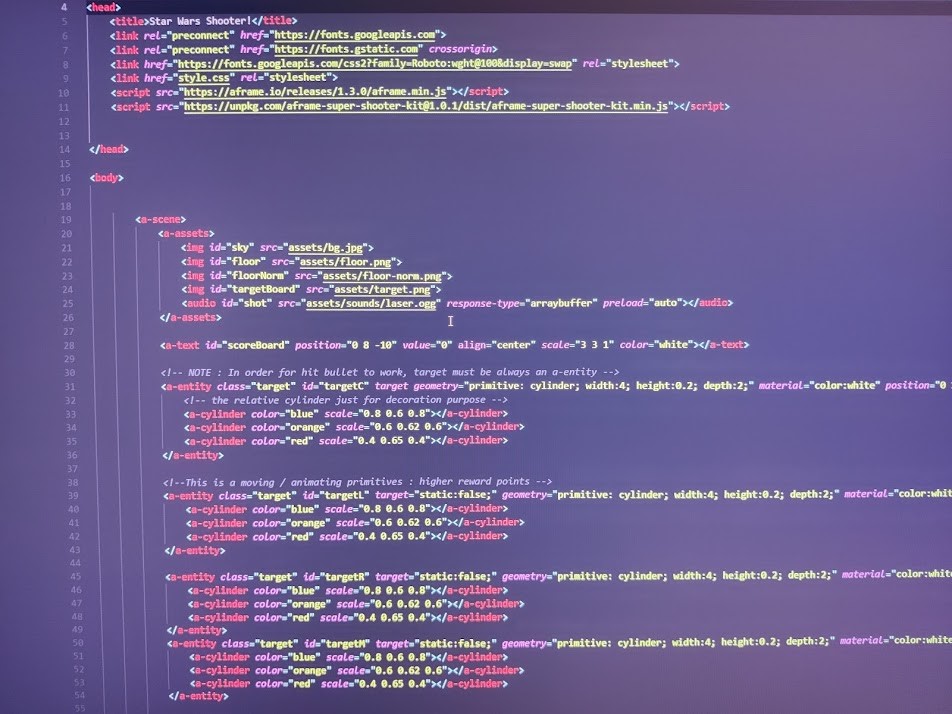 4 <head>
5 <title>Star Wars Shooter!</title>
6 <link rel="preconnect" href="https://fonts.googleapis.com">
7 <link rel="preconnect" href="https://fonts.gstatic.com" crossorigin>
8 <link href="https://fonts.googleapis.com/css2?family=Roboto:wght@100&display=swap" rel="stylesheet">
9 <link href="style.css" rel="stylesheet">
10 <script src="https://aframe.io/releases/1.3.0/aframe.min.js"></script>
11 <script src="https://unpkg.com/aframe-super-shooter-kit@1.0.1/dist/aframe-super-shooter-kit.min.js"></script>
12
13
14 </head>
15
16 <body>
17
18
19 <a-scene>
20 <a-assets>
21 <img id="sky" src="assets/bg.jpg">
22 <img id="floor" src="assets/floor.png">
23 <img id="floorNorm" src="assets/floor-norm.png">
24 <img id="targetBoard" src="assets/target.png">
25 <audio id="shot" src="assets/sounds/laser.ogg" response-type="arraybuffer" preload="auto"></audio>
26 </a-assets>
27
28 <a-text id="scoreBoard" position="0 8 -10" value="0" align="center" scale="3 3 1" color="white"></a-text>
29
30 <!-- NOTE : In order for hit bullet to work, target must be always an a-entity -->
31 <a-entity class="target" id="targetC" target geometry="primitive: cylinder; width:4; height:0.2; depth:2;" material="color:white" position="0
32 <!-- the relative cylinder just for decoration purpose -->
33 <a-cylinder color="blue" scale="0.8 0.6 0.8"></a-cylinder>
34 <a-cylinder color="orange" scale="0.6 0.62 0.6"></a-cylinder>
35 <a-cylinder color="red" scale="0.4 0.65 0.4"></a-cylinder>
36 </a-entity>
37
38 <!--This is a moving / animating primitives : higher reward points -->
39 <a-entity class="target" id="targetL" target="static:false;" geometry="primitive: cylinder; width:4; height:0.2; depth:2;" material="color:whit
40 <a-cylinder color="blue" scale="0.8 0.6 0.8"></a-cylinder>
41 <a-cylinder color="orange" scale="0.6 0.62 0.6"></a-cylinder>
42 <a-cylinder color="red" scale="0.4 0.65 0.4"></a-cylinder>
43 </a-entity>
44
45 <a-entity class="target" id="targetR" target="static:false;" geometry="primitive: cylinder; width:4; height:0.2; depth:2;" material="color:white
46 <a-cylinder color="blue" scale="0.8 0.6 0.8"></a-cylinder>
47 <a-cylinder color="orange" scale="0.6 0.62 0.6"></a-cylinder>
48 <a-cylinder color="red" scale="0.4 0.65 0.4"></a-cylinder>
49 </a-entity>
50 <a-entity class="target" id="targetM" target="static:false;" geometry="primitive: cylinder; width:4; height:0.2; depth:2;" material="color:white
51 <a-cylinder color="blue" scale="0.8 0.6 0.8"></a-cylinder>
52 <a-cylinder color="orange" scale="0.6 0.62 0.6"></a-cylinder>
53 <a-cylinder color="red" scale="0.4 0.65 0.4"></a-cylinder>
54 </a-entity>
55